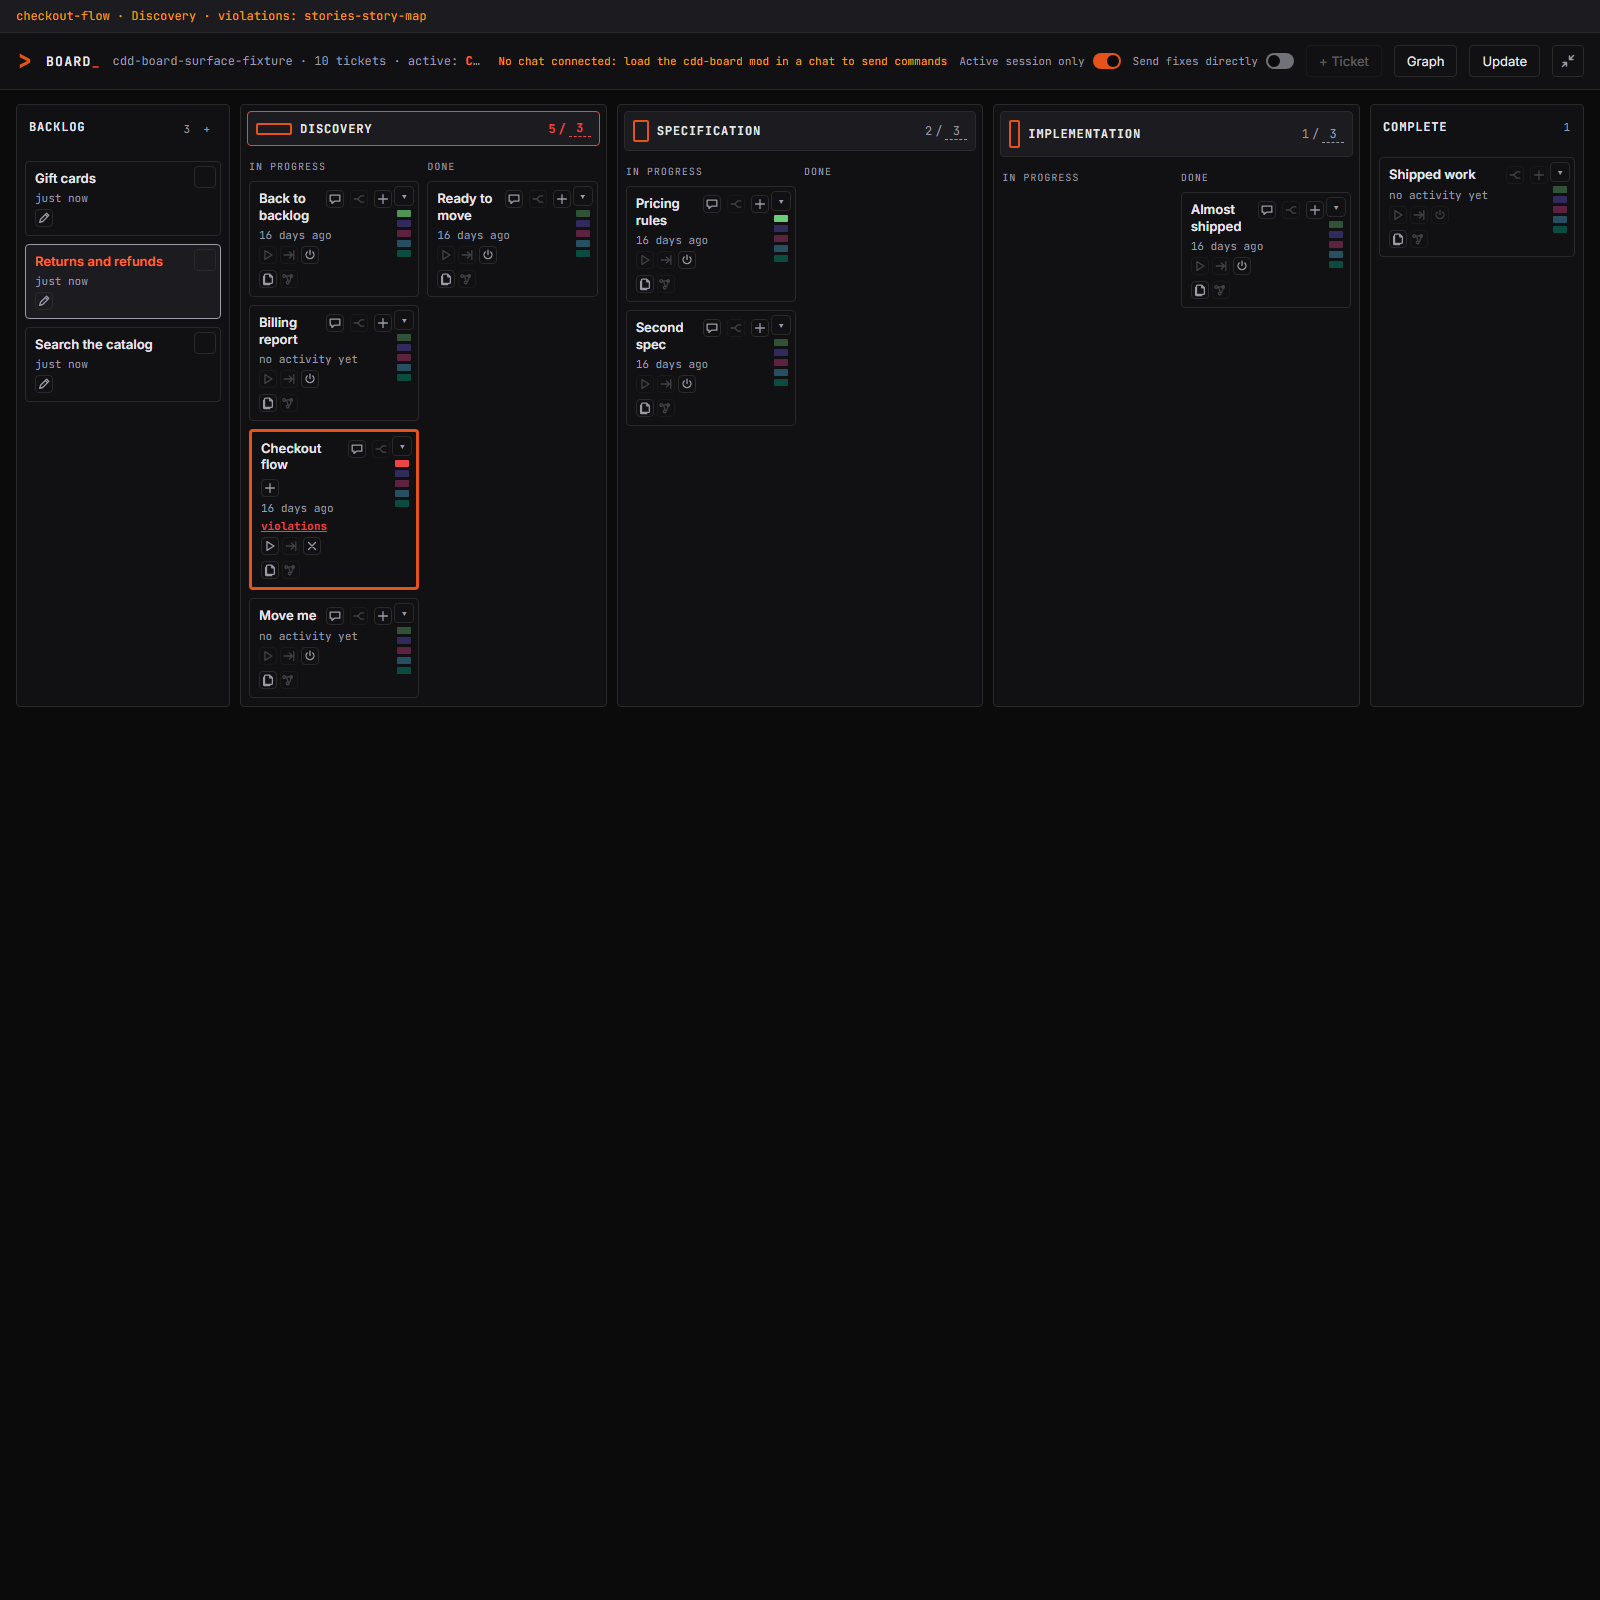 checkout-flow · Discovery · violations: stories-story-map
> BOARD_ cdd-board-surface-fixture · 10 tickets · active: C… No chat connected: load the cdd-board mod in a chat to send commands Active session only Send fixes directly + Ticket Graph Update
BACKLOG 3 +
Gift cards
just now
Returns and refunds
just now
Search the catalog
just now
DISCOVERY 5 / 3
IN PROGRESS
Back to
backlog
16 days ago
Billing
report
no activity yet
Checkout
flow
16 days ago
violations
Move me
no activity yet
DONE
Ready to
move
16 days ago
SPECIFICATION 2 / 3
IN PROGRESS
Pricing
rules
16 days ago
Second
spec
16 days ago
DONE
IMPLEMENTATION 1 / 3
IN PROGRESS
DONE
Almost
shipped
16 days ago
COMPLETE 1
Shipped work
no activity yet